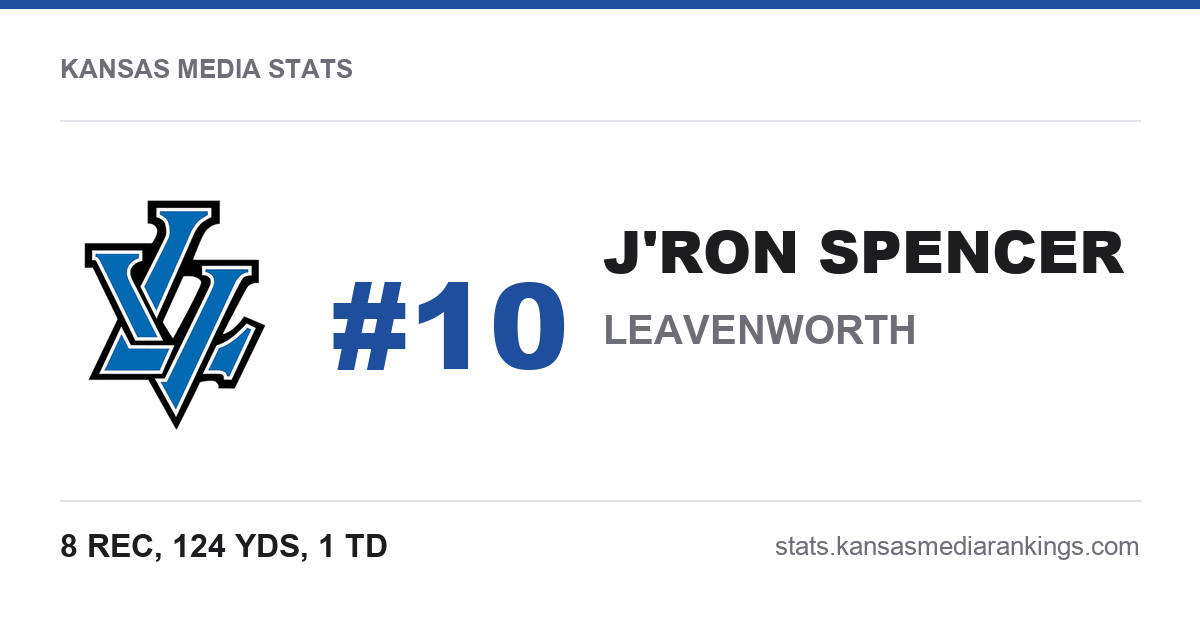 KANSAS MEDIA STATS
#10
J'RON SPENCER
LEAVENWORTH
8 REC, 124 YDS, 1 TD
stats.kansasmediarankings.com